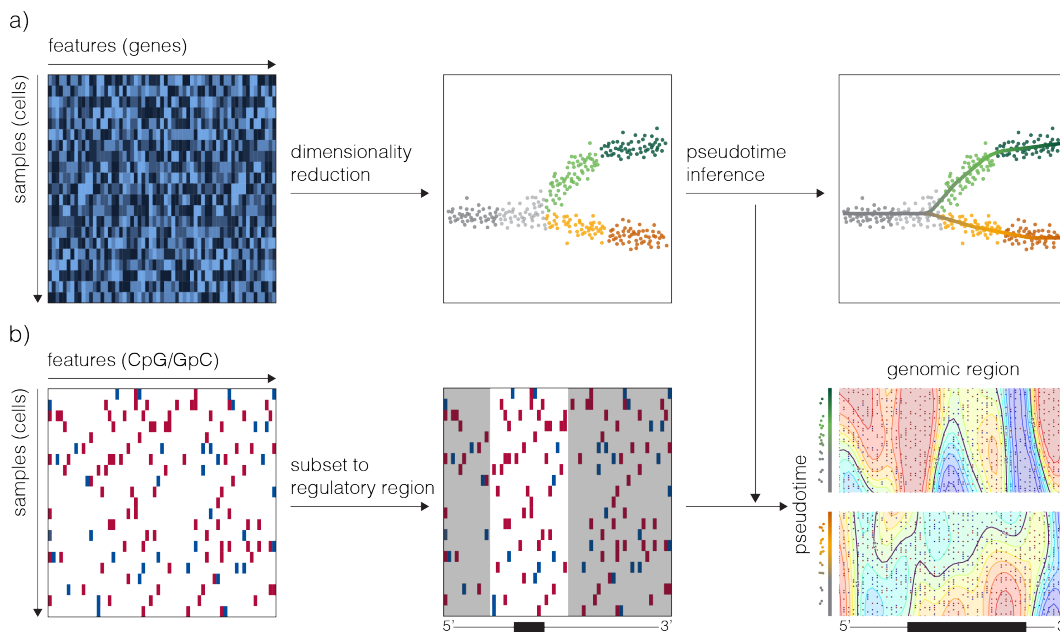 a)
features (genes)
samples (cells)
dimensionality
reduction
pseudotime
inference
b)
features (CpG/GpC)
samples (cells)
subset to
regulatory region
5'
3'
genomic region
pseudotime
5'
3'